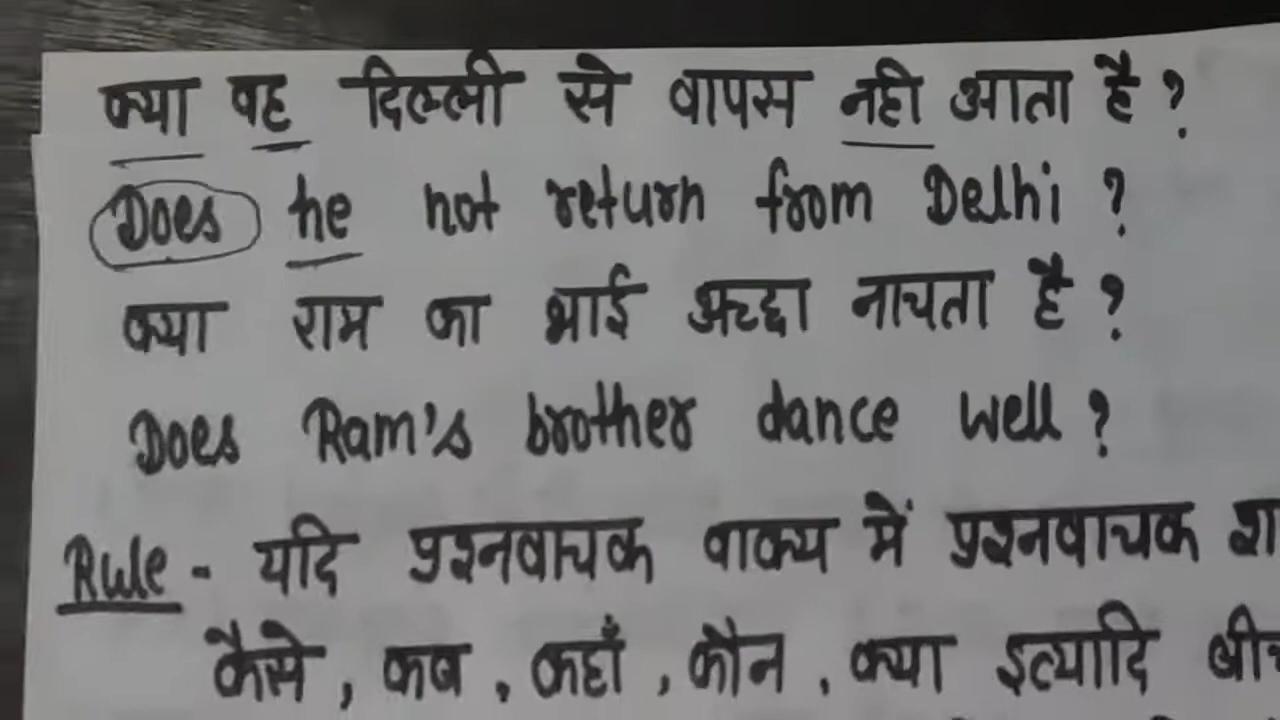 क्या वह दिल्ली से वापस नही आता है ?
Does he not return from Delhi ?
क्या राम का भाई अच्छा नाचता है ?
Does Ram's brother dance well ?
Rule - यदि प्रश्नवाचक वाक्य में प्रश्नवाचक
कैसे , कब , कहाँ , कौन , क्या इत्यादि